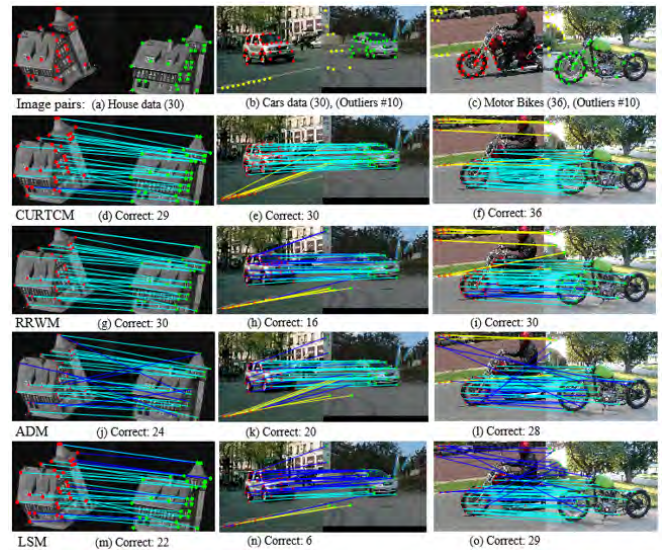 Image pairs: (a) House data (30) (b) Cars data (30), (Outliers #10) (c) Motor Bikes (36), (Outliers #10)
CURTCM (d) Correct: 29 (e) Correct: 30 (f) Correct: 36
RRWM (g) Correct: 30 (h) Correct: 16 (i) Correct: 30
ADM (j) Correct: 24 (k) Correct: 20 (l) Correct: 28
LSM (m) Correct: 22 (n) Correct: 6 (o) Correct: 29